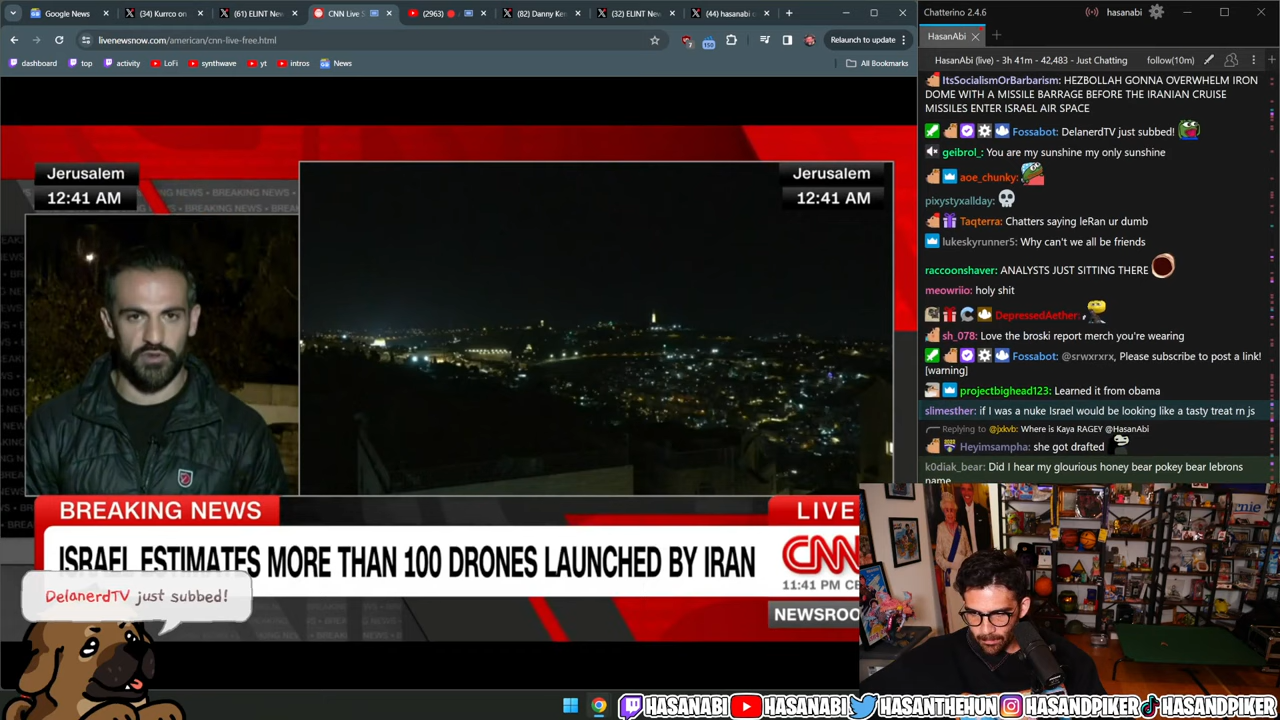 Google News
(34) Kurrco on
(61) ELINT New
CNN Live S
(2963)
(82) Danny Ker
(32) ELINT New
(44) hasanabi c
livenewsnow.com/american/cnn-live-free.html
7
150
Relaunch to update
dashboard
top
activity
LoFi
synthwave
yt
intros
News
All Bookmarks
Jerusalem
12:41 AM
Jerusalem
12:41 AM
BREAKING NEWS • BREAKING NEWS
BREAKING NEWS
LIVE
ISRAEL ESTIMATES MORE THAN 100 DRONES LAUNCHED BY IRAN
CNN
11:41 PM CE
NEWSROO
DelanerdTV just subbed!
Chatterino 2.4.6
hasanabi
HasanAbi
HasanAbi (live) - 3h 41m - 42,483 - Just Chatting
follow(10m)
ItsSocialismOrBarbarism: HEZBOLLAH GONNA OVERWHELM IRON
DOME WITH A MISSILE BARRAGE BEFORE THE IRANIAN CRUISE
MISSILES ENTER ISRAEL AIR SPACE
Fossabot: DelanerdTV just subbed!
geibrol_: You are my sunshine my only sunshine
aoe_chunky:
pixystyxallday:
Taqterra: Chatters saying leRan ur dumb
lukeskyrunner5: Why can't we all be friends
raccoonshaver: ANALYSTS JUST SITTING THERE
meowriio: holy shit
DepressedAether:
sh_078: Love the broski report merch you're wearing
Fossabot: @srwxrxrx, Please subscribe to post a link!
[warning]
projectbighead123: Learned it from obama
slimesther: if I was a nuke Israel would be looking like a tasty treat rn js
Replying to @jxkvb: Where is Kaya RAGEY @HasanAbi
Heyimsampha: she got drafted
k0diak_bear: Did I hear my glourious honey bear pokey bear lebrons
name
HASANABI
HASANABI
HASANTHEHUN
HASANDPIKER
HASANDPIKER